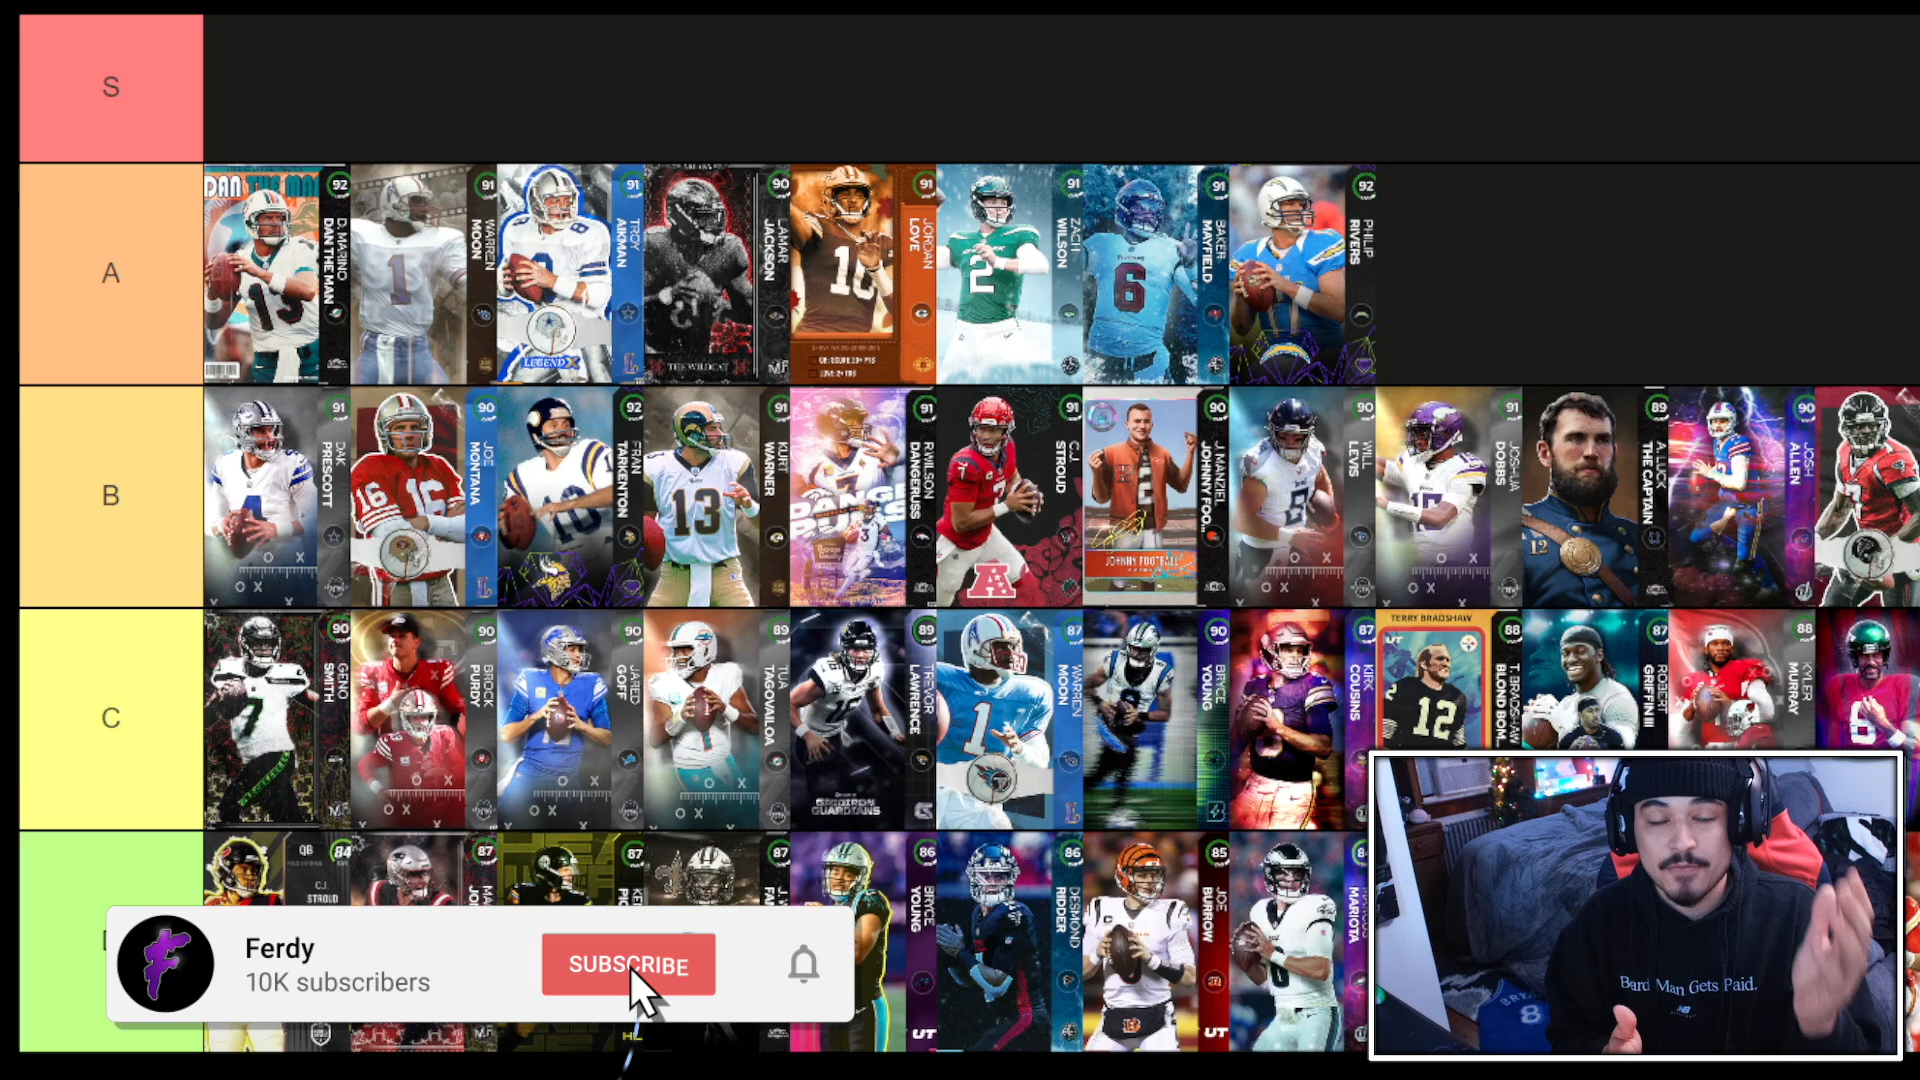 S
A
DAN THE MAN
92
D. MARINO
DAN THE MAN
91
WARREN
MOON
91
TROY
AIKMAN
LEGEND X
90
LAMAR
JACKSON
THE WILDCAT
91
JORDAN
LOVE
91
ZACH
WILSON
91
BAKER
MAYFIELD
92
PHILIP
RIVERS
B
91
DAK
PRESCOTT
90
JOE
MONTANA
92
FRAN
TARKENTON
91
KURT
WARNER
91
R.WILSON
DANGERUSS
91
C.J.
STROUD
90
J. MANZIEL
JOHNNY FOO...
JOHNNY FOOTBALL
90
WILL
LEVIS
91
JOSHUA
DOBBS
89
A. LUCK
THE CAPTAIN
90
JOSH
ALLEN
C
90
GENO
SMITH
90
BROCK
PURDY
90
JARED
GOFF
89
TUA
TAGOVAILOA
89
TREVOR
LAWRENCE
GRIDIRON
GUARDIANS
87
WARREN
MOON
90
BRYCE
YOUNG
87
KIRK
COUSINS
TERRY BRADSHAW
UT
88
T. BRADSHAW
BLOND BOM...
87
ROBERT
GRIFFIN III
88
KYLER
MURRAY
QB
84
C.J.
STROUD
87
87
87
86
BRYCE
YOUNG
UT
86
DESMOND
RIDDER
85
JOE
BURROW
UT
MARIOTA
Ferdy
10K subscribers
SUBSCRIBE
Bard Man Gets Paid.